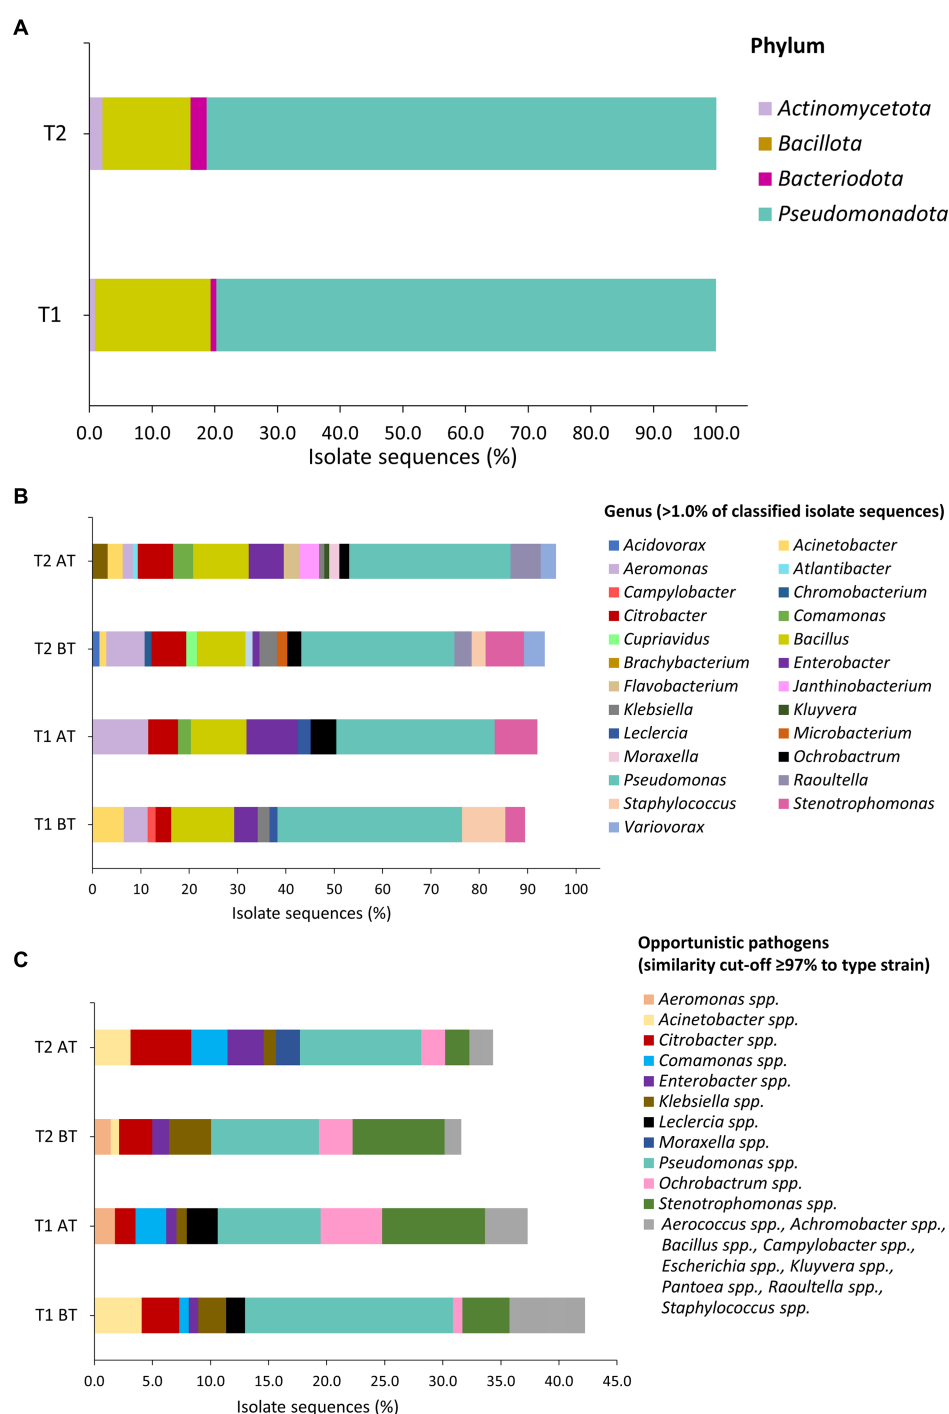 A
Phylum
T2
T1
Actinomycetota
Bacillota
Bacteriodota
Pseudomonadota
0.0 10.0 20.0 30.0 40.0 50.0 60.0 70.0 80.0 90.0 100.0
Isolate sequences (%)
B
Genus (>1.0% of classified isolate sequences)
T2 AT
T2 BT
T1 AT
T1 BT
Acidovorax Acinetobacter
Aeromonas Atlantibacter
Campylobacter Chromobacterium
Citrobacter Comamonas
Cupriavidus Bacillus
Brachybacterium Enterobacter
Flavobacterium Janthinobacterium
Klebsiella Kluyvera
Leclercia Microbacterium
Moraxella Ochrobactrum
Pseudomonas Raoultella
Staphylococcus Stenotrophomonas
Variovorax
0 10 20 30 40 50 60 70 80 90 100
Isolate sequences (%)
C
Opportunistic pathogens
(similarity cut-off ≥97% to type strain)
T2 AT
T2 BT
T1 AT
T1 BT
Aeromonas spp.
Acinetobacter spp.
Citrobacter spp.
Comamonas spp.
Enterobacter spp.
Klebsiella spp.
Leclercia spp.
Moraxella spp.
Pseudomonas spp.
Ochrobactrum spp.
Stenotrophomonas spp.
Aerococcus spp., Achromobacter spp.,
Bacillus spp., Campylobacter spp.,
Escherichia spp., Kluyvera spp.,
Pantoea spp., Raoultella spp.,
Staphylococcus spp.
0.0 5.0 10.0 15.0 20.0 25.0 30.0 35.0 40.0 45.0
Isolate sequences (%)